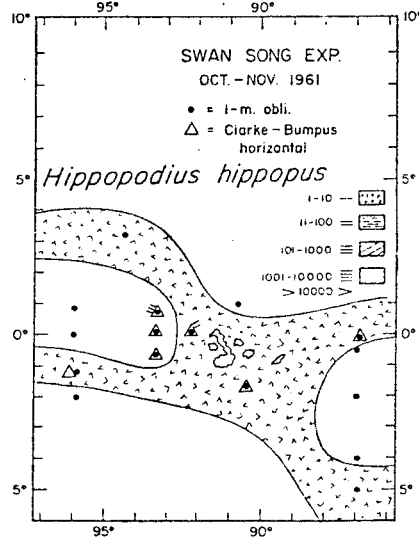 95° 90°
10° 10°
SWAN SONG EXP.
OCT. - NOV. 1961
• = 1-m. obli.
△ = Clarke-Bumpus
horizontal
Hippopodius hippopus
5° 5°
1-10
11-100
101-1000
1001-10000
> 10000
0° 0°
5° 5°
95° 90°